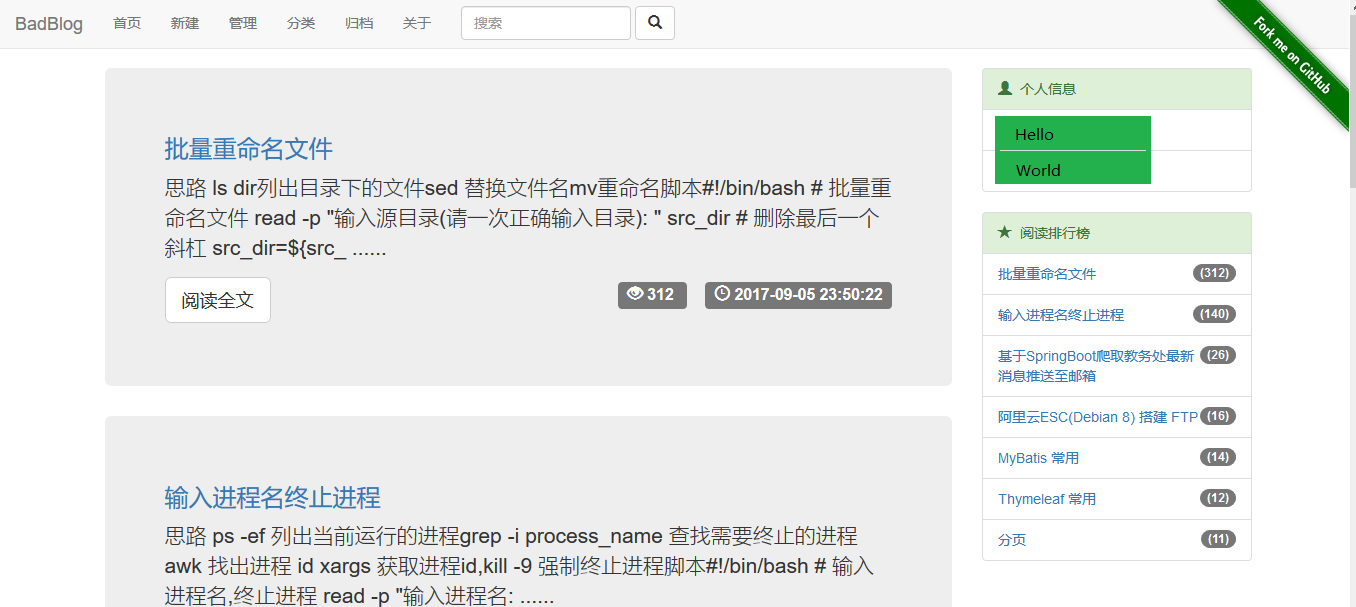 BadBlog 首页 新建 管理 分类 归档 关于 搜索
Fork me on GitHub
批量重命名文件
思路 ls dir列出目录下的文件sed 替换文件名mv重命名脚本#!/bin/bash # 批量重
命名文件 read -p "输入源目录(请一次正确输入目录): " src_dir # 删除最后一个
斜杠 src_dir=${src_ ......
阅读全文 312 2017-09-05 23:50:22
输入进程名终止进程
思路 ps -ef 列出当前运行的进程grep -i process_name 查找需要终止的进程
awk 找出进程 id xargs 获取进程id,kill -9 强制终止进程脚本#!/bin/bash # 输入
进程名,终止进程 read -p "输入进程名: ......
个人信息
Hello
World
阅读排行榜
批量重命名文件 (312)
输入进程名终止进程 (140)
基于SpringBoot爬取教务处最新 (26)
消息推送至邮箱
阿里云ESC(Debian 8) 搭建 FTP (16)
MyBatis 常用 (14)
Thymeleaf 常用 (12)
分页 (11)